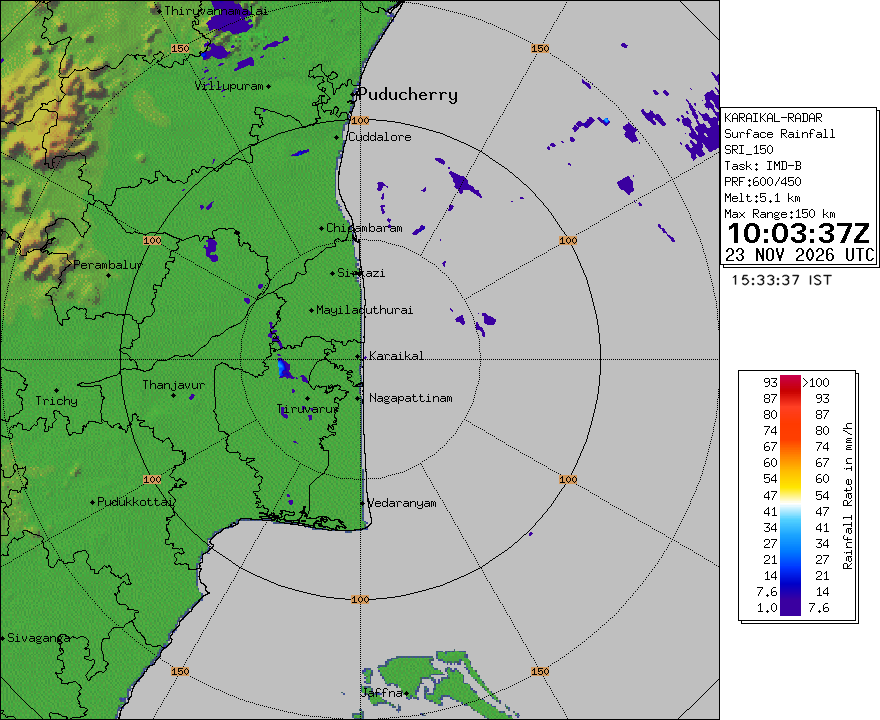 Thiruvannamalai
150
150
Villupuram
Puducherry
100
Cuddalore
Chidambaram
100
100
Perambalur
Sirkazi
Mayiladuthurai
Karaikal
Thanjavur
Trichy
Nagapattinam
Tiruvarur
100
100
Pudukkottai
Vedaranyam
100
Sivaganga
150
150
Jaffna
KARAIKAL-RADAR
Surface Rainfall
SRI_150
Task: IMD-B
PRF:600/450
Melt:5.1 km
Max Range:150 km
10:03:37Z
23 NOV 2026 UTC
15:33:37 IST
93 >100
87 93
80 87
74 80
67 74
60 67
54 60
47 54
41 47
34 41
27 34
21 27
14 21
7.6 14
1.0 7.6
Rainfall Rate in mm/h